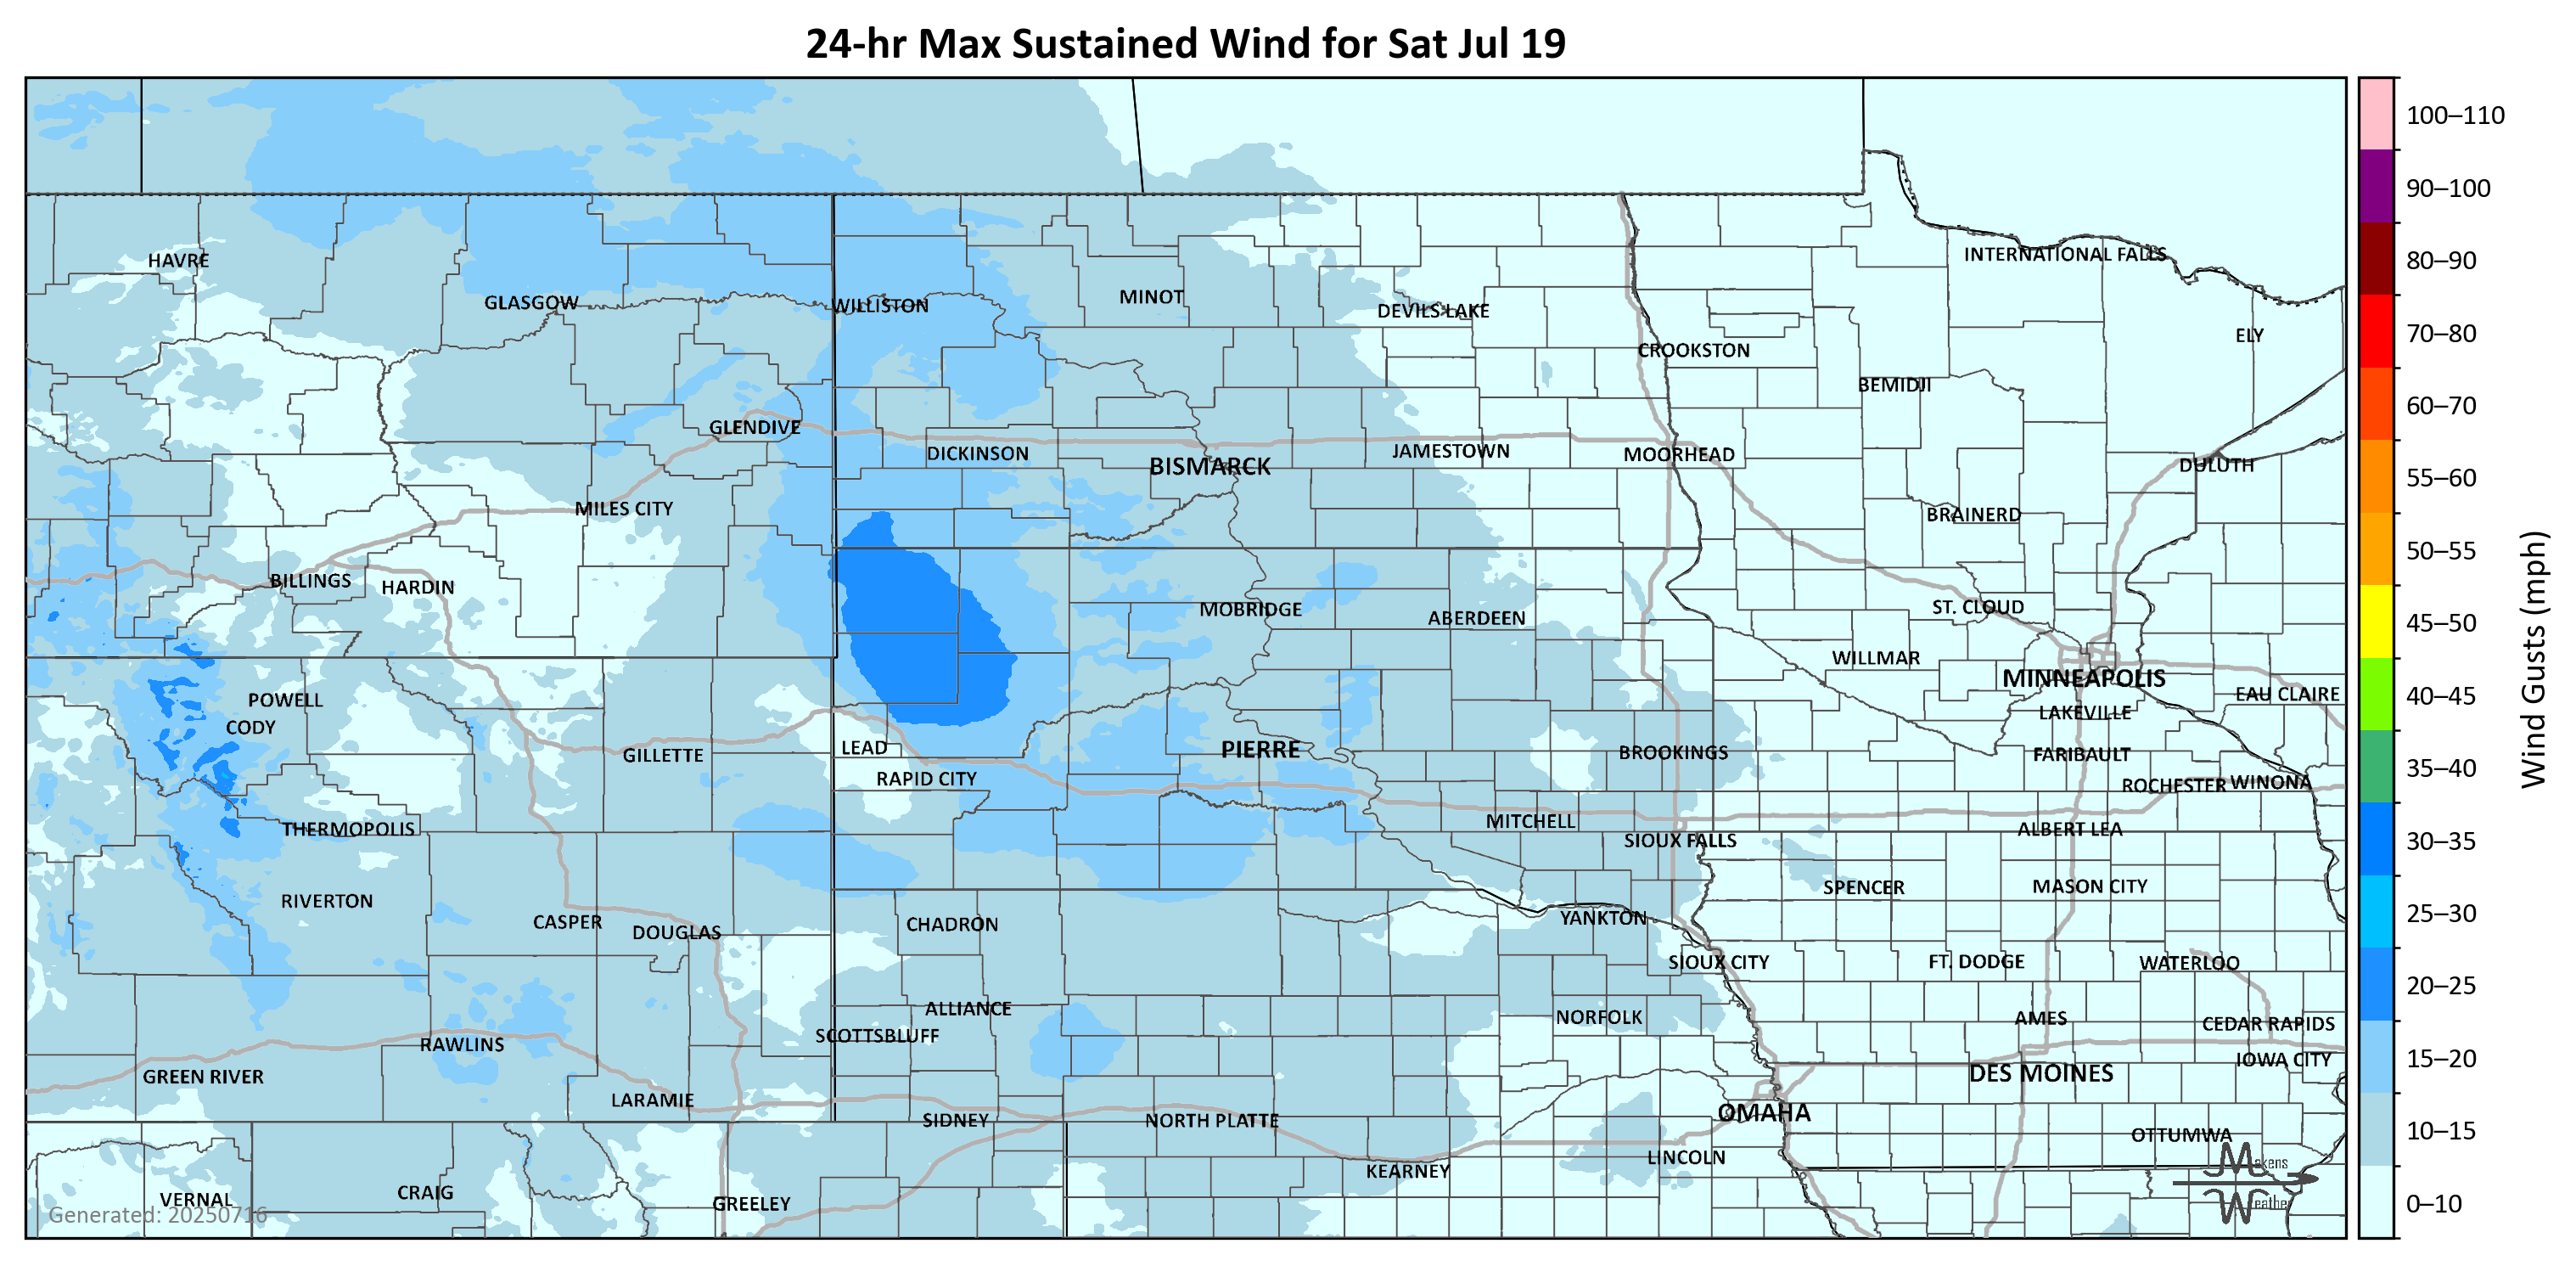 24-hr Max Sustained Wind for Sat Jul 19
100–110
90–100
80–90
70–80
60–70
55–60
50–55
45–50
40–45
35–40
30–35
25–30
20–25
15–20
10–15
0–10
Wind Gusts (mph)
HAVRE
GLASGOW
WILLISTON
MINOT
DEVILS LAKE
INTERNATIONAL FALLS
ELY
CROOKSTON
BEMIDJI
GLENDIVE
DICKINSON
BISMARCK
JAMESTOWN
MOORHEAD
DULUTH
MILES CITY
BRAINERD
BILLINGS
HARDIN
MOBRIDGE
ABERDEEN
ST. CLOUD
WILLMAR
MINNEAPOLIS
EAU CLAIRE
POWELL
CODY
LAKEVILLE
GILLETTE
LEAD
PIERRE
BROOKINGS
FARIBAULT
RAPID CITY
ROCHESTER
WINONA
THERMOPOLIS
MITCHELL
SIOUX FALLS
ALBERT LEA
RIVERTON
SPENCER
MASON CITY
CASPER
DOUGLAS
CHADRON
YANKTON
SIOUX CITY
FT. DODGE
WATERLOO
ALLIANCE
SCOTTSBLUFF
NORFOLK
AMES
CEDAR RAPIDS
RAWLINS
IOWA CITY
GREEN RIVER
DES MOINES
LARAMIE
SIDNEY
NORTH PLATTE
OMAHA
OTTUMWA
KEARNEY
LINCOLN
VERNAL
CRAIG
GREELEY
Generated: 20250716
Makens
Weather